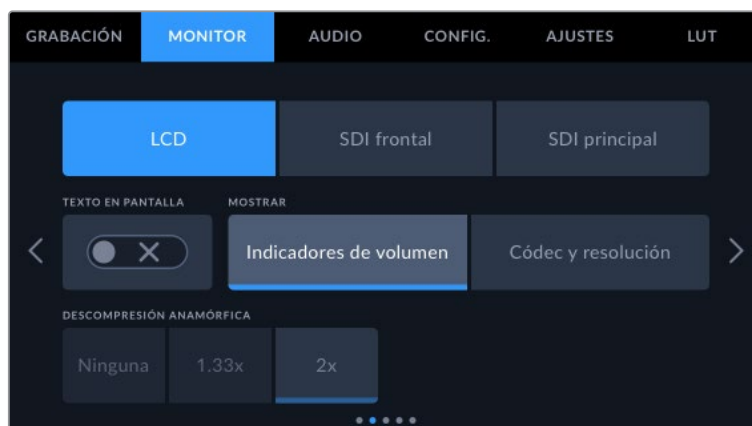 GRABACIÓN MONITOR AUDIO CONFIG. AJUSTES LUT
LCD SDI frontal SDI principal
TEXTO EN PANTALLA MOSTRAR
Indicadores de volumen Códec y resolución
DESCOMPRESIÓN ANAMÓRFICA
Ninguna 1.33x 2x